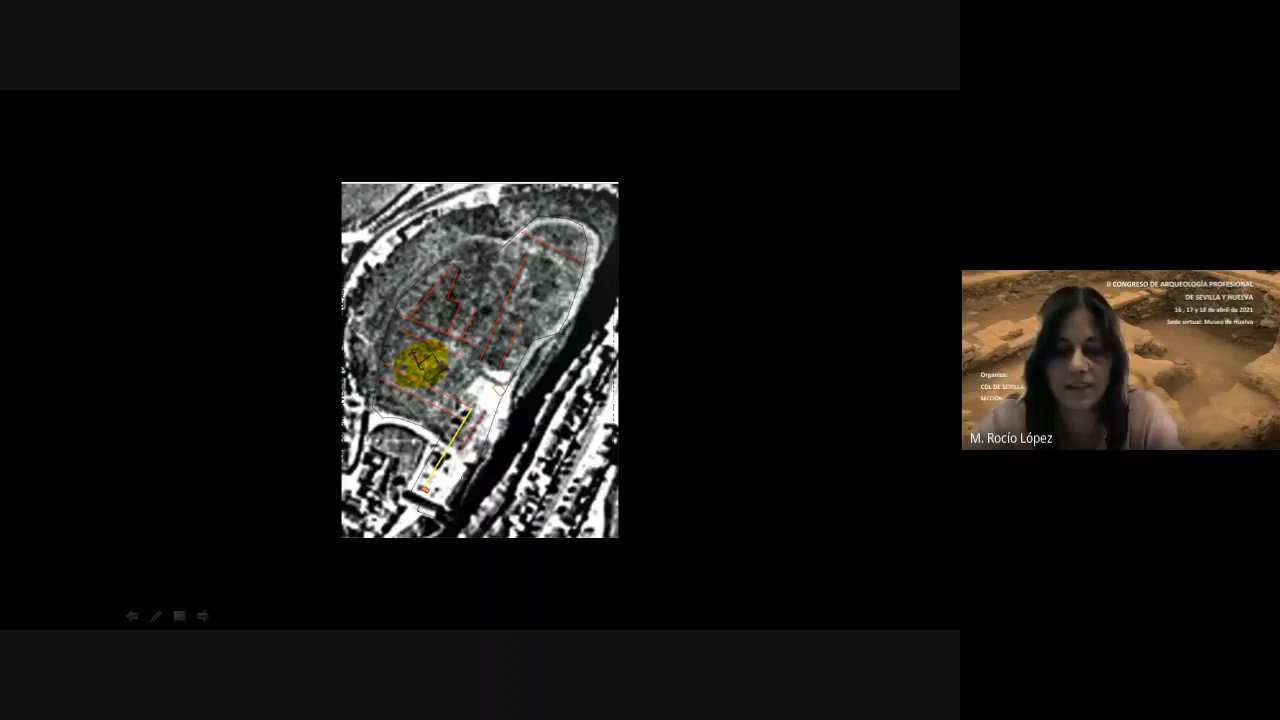 II CONGRESO DE ARQUEOLOGÍA PROFESIONAL
DE SEVILLA Y HUELVA
16 , 17 y 18 de abril de 2021
Sede virtual: Museo de Huelva
Organiza:
CDL DE SEVILLA
SECCIÓN
M. Rocío López